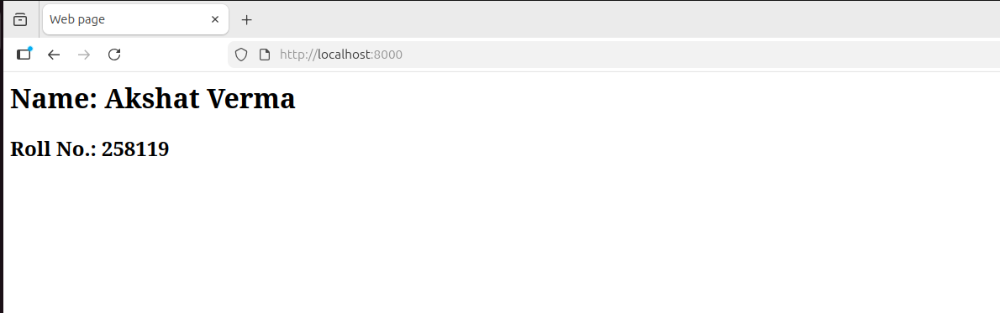 Web page
http://localhost:8000
Name: Akshat Verma
Roll No.: 258119